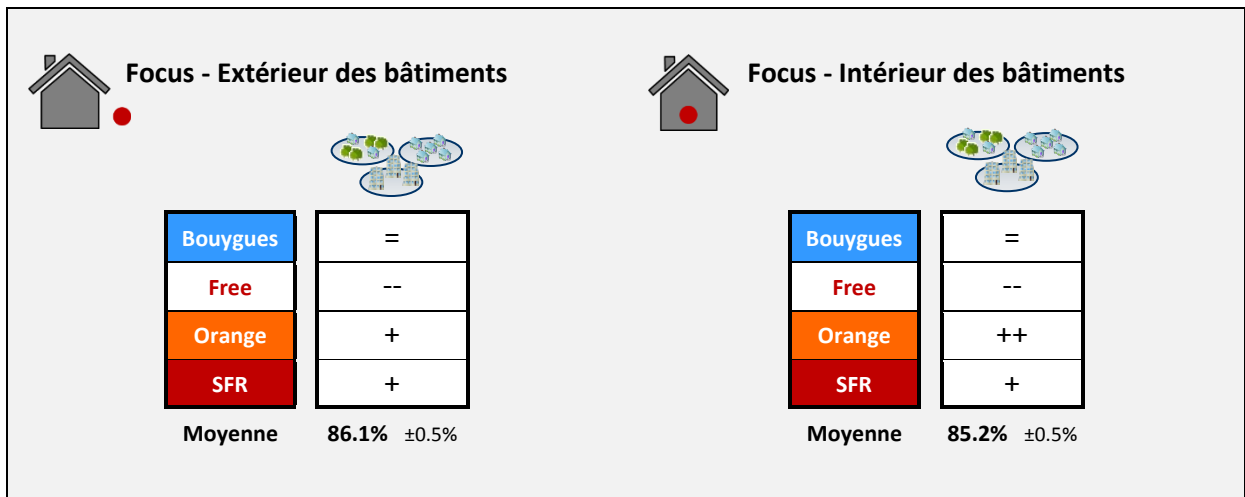 Focus - Extérieur des bâtiments
Bouygues =
Free --
Orange +
SFR +
Moyenne 86.1% ±0.5%
Focus - Intérieur des bâtiments
Bouygues =
Free --
Orange ++
SFR +
Moyenne 85.2% ±0.5%